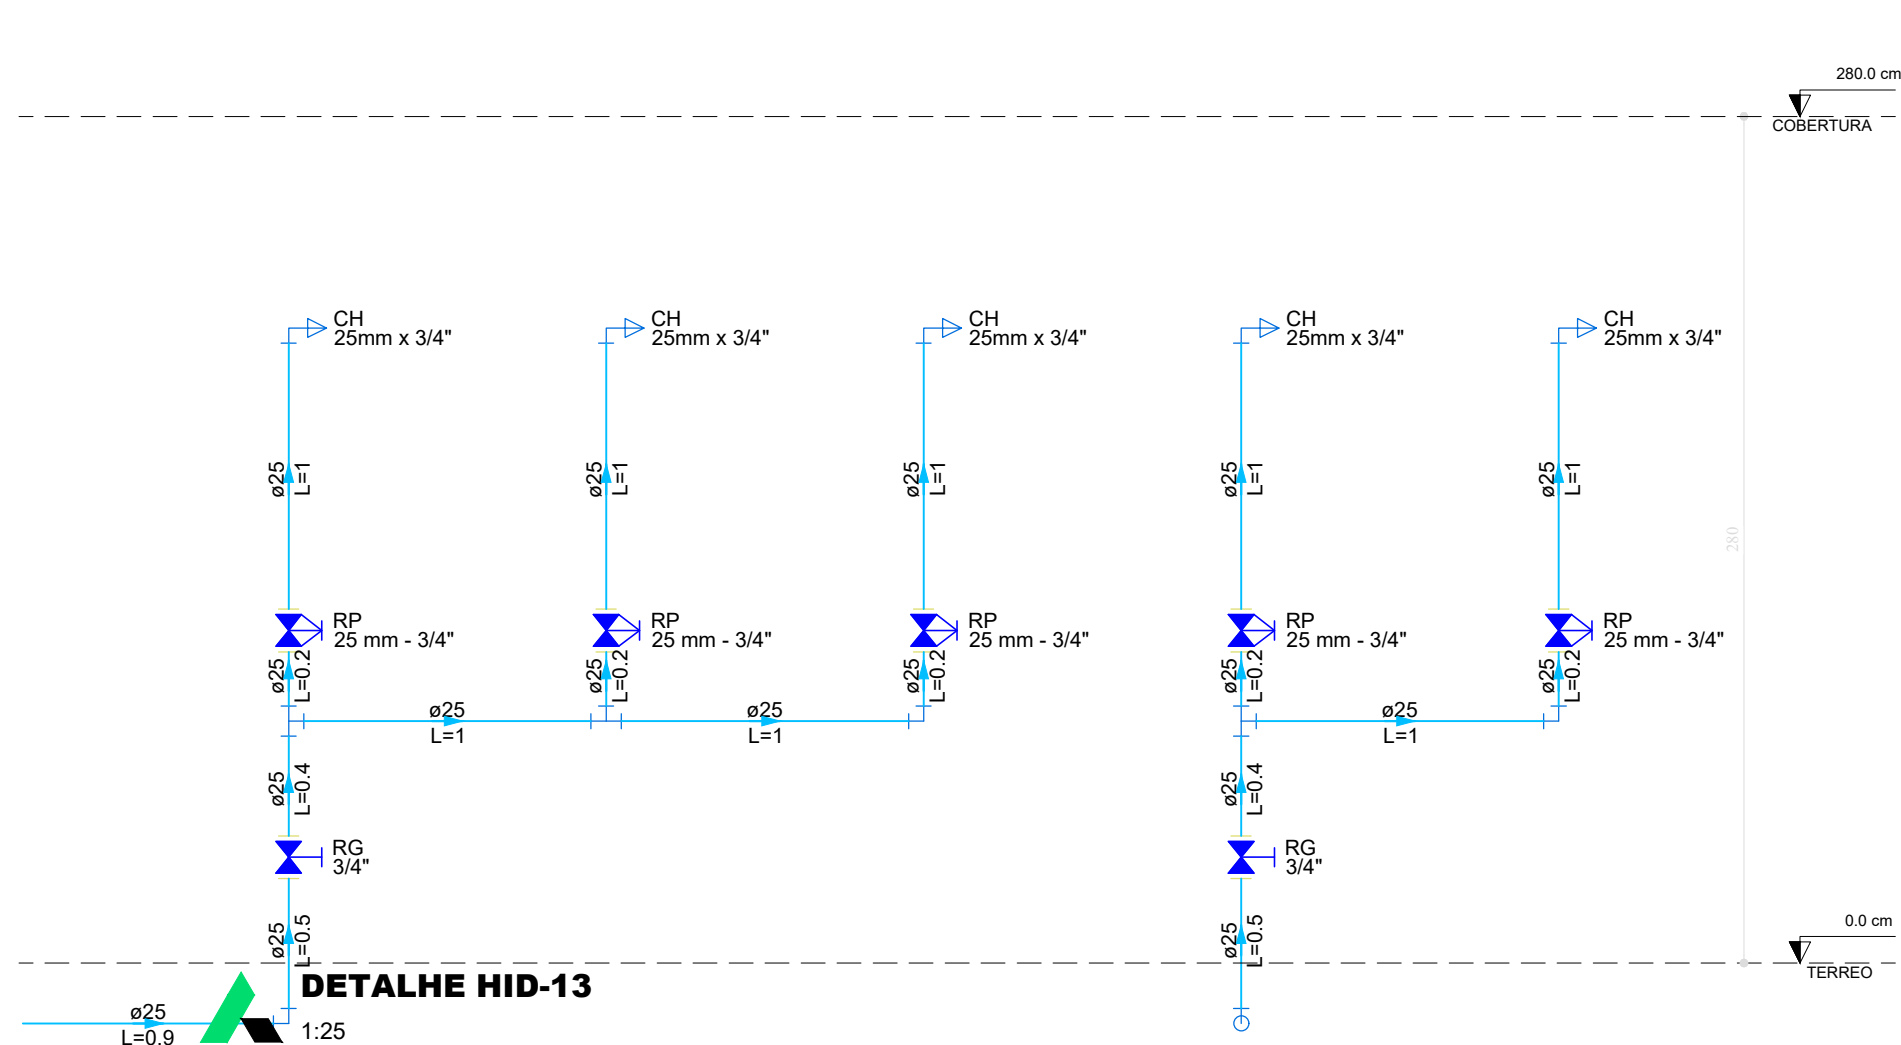 280.0 cm
COBERTURA
CH
25mm x 3/4"
CH
25mm x 3/4"
CH
25mm x 3/4"
CH
25mm x 3/4"
CH
25mm x 3/4"
ø25
L=1
ø25
L=1
ø25
L=1
ø25
L=1
ø25
L=1
280
RP
25 mm - 3/4"
RP
25 mm - 3/4"
RP
25 mm - 3/4"
RP
25 mm - 3/4"
RP
25 mm - 3/4"
ø25
L=0.2
ø25
L=0.2
ø25
L=0.2
ø25
L=0.2
ø25
L=0.2
ø25
L=1
ø25
L=1
ø25
L=1
ø25
L=0.4
ø25
L=0.4
RG
3/4"
RG
3/4"
ø25
L=0.5
ø25
L=0.5
0.0 cm
TERREO
DETALHE HID-13
1:25
ø25
L=0.9